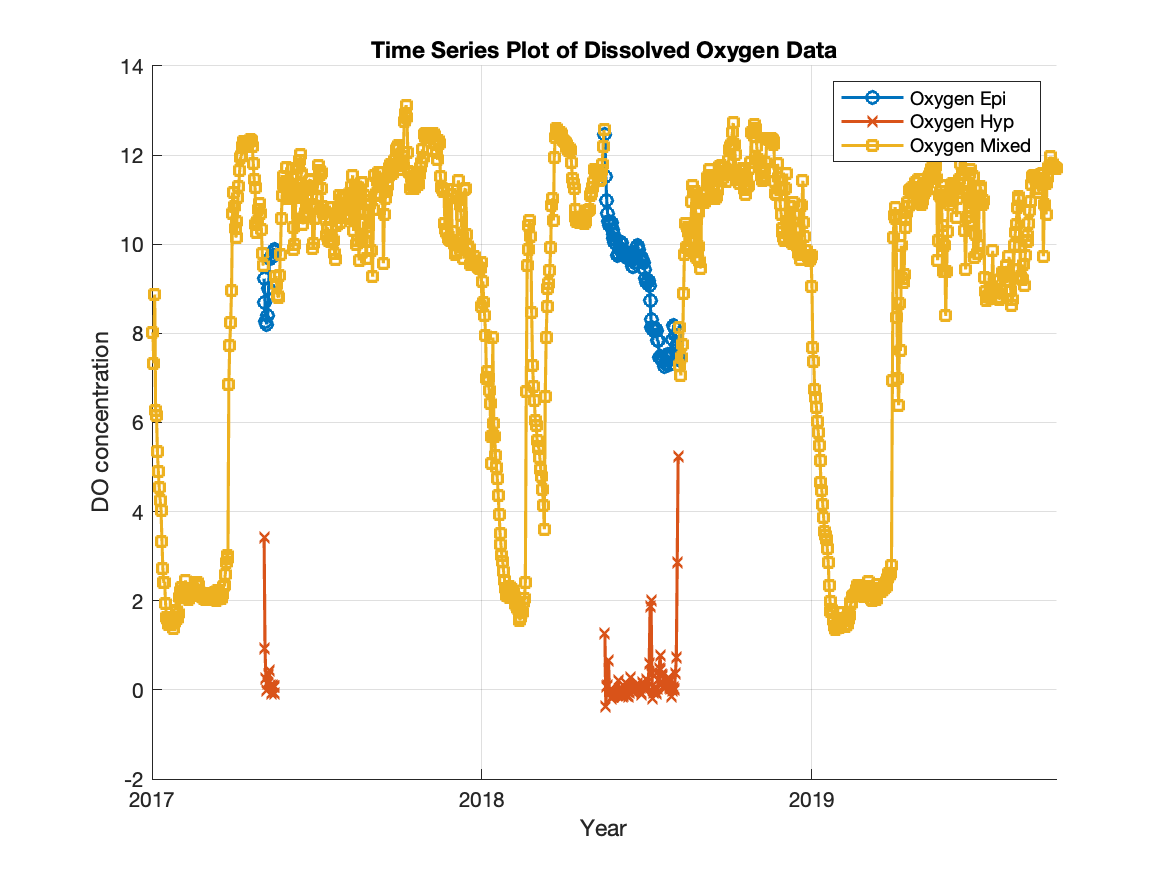 Time Series Plot of Dissolved Oxygen Data
14
12
10
8
6
4
2
0
-2
DO concentration
Oxygen Epi
Oxygen Hyp
Oxygen Mixed
2017
2018
2019
Year